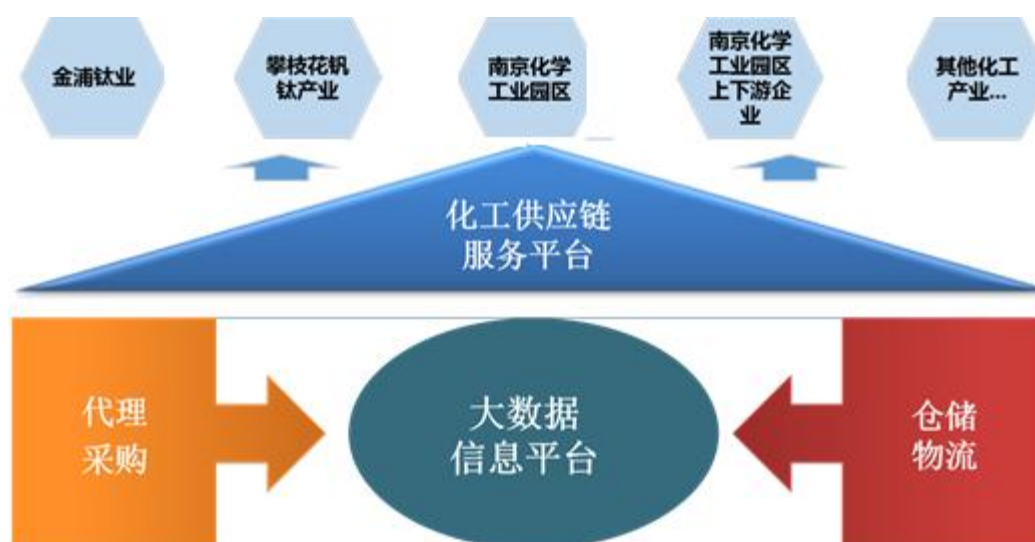 金浦钛业
攀枝花钒
钛产业
南京化学
工业园区
南京化学
工业园区
上下游企
业
其他化工
产业...
化工供应链
服务平台
代理
采购
大数据
信息平台
仓储
物流